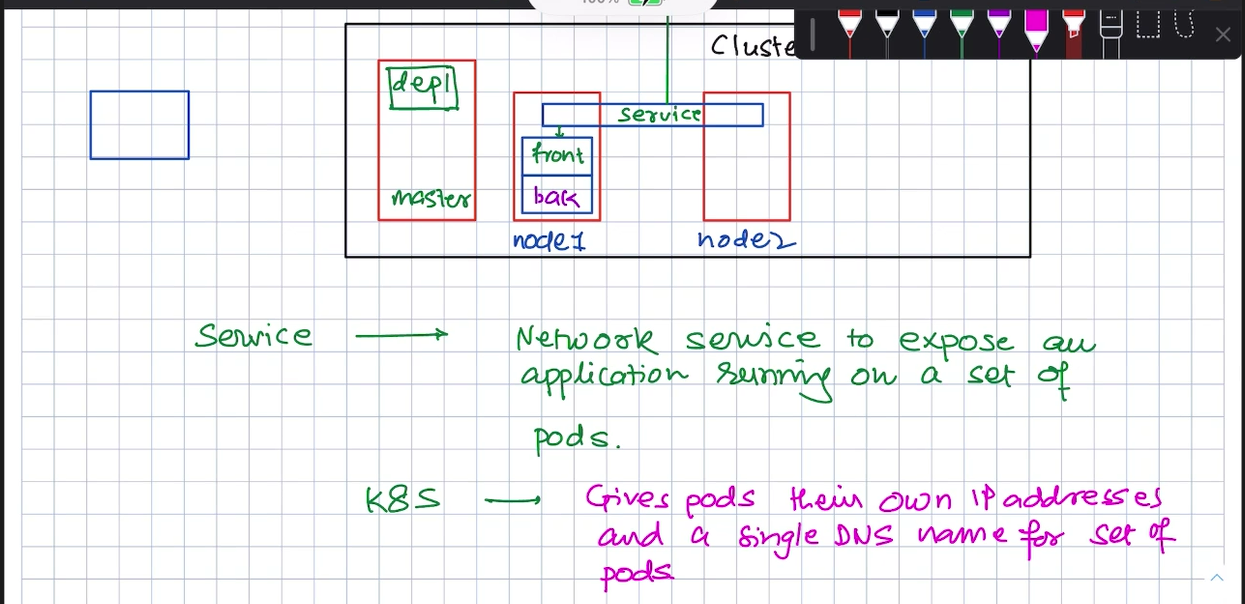 Cluste
depl
service
front
master
back
node1
node2
Service
Network service to expose an
application running on a set of
pods.
K8S
Gives pods their own IP addresses
and a single DNS name for set of
pods